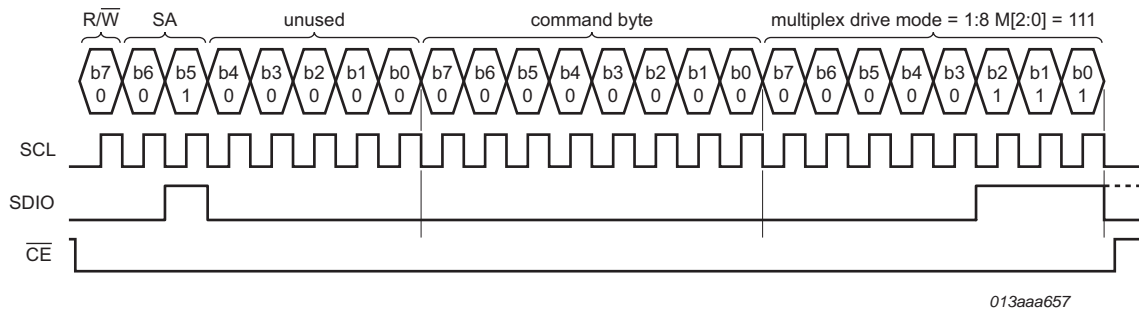 R/W SA unused command byte multiplex drive mode = 1:8 M[2:0] = 111
b7 b6 b5 b4 b3 b2 b1 b0 b7 b6 b5 b4 b3 b2 b1 b0 b7 b6 b5 b4 b3 b2 b1 b0
0 0 1 0 0 0 0 0 0 0 0 0 0 0 0 0 0 0 0 0 0 1 1 1
SCL
SDIO
CE
013aaa657